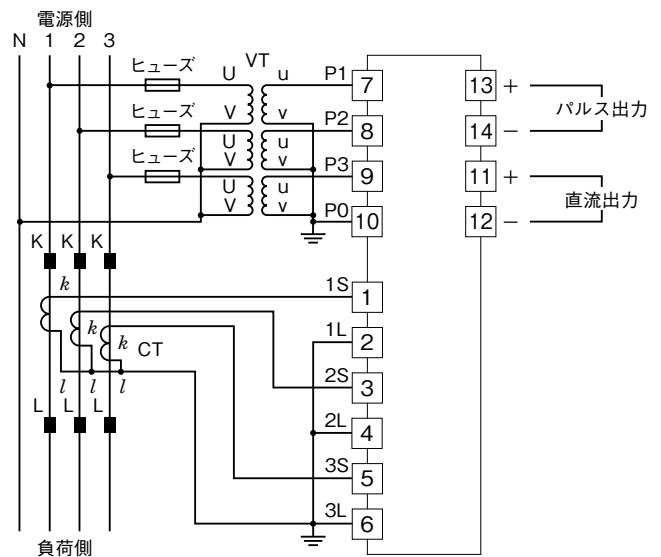 電源側
N 1 2 3
ヒューズ U VT u P1 7 13 +
V v パルス出力
ヒューズ U u P2 8 14 −
V v
ヒューズ U u P3 9 11 +
V v 直流出力
P0 10 12 −
K K K
k 1S 1
k
k CT 1L 2
l l l 2S 3
L L L
2L 4
3S 5
3L 6
負荷側